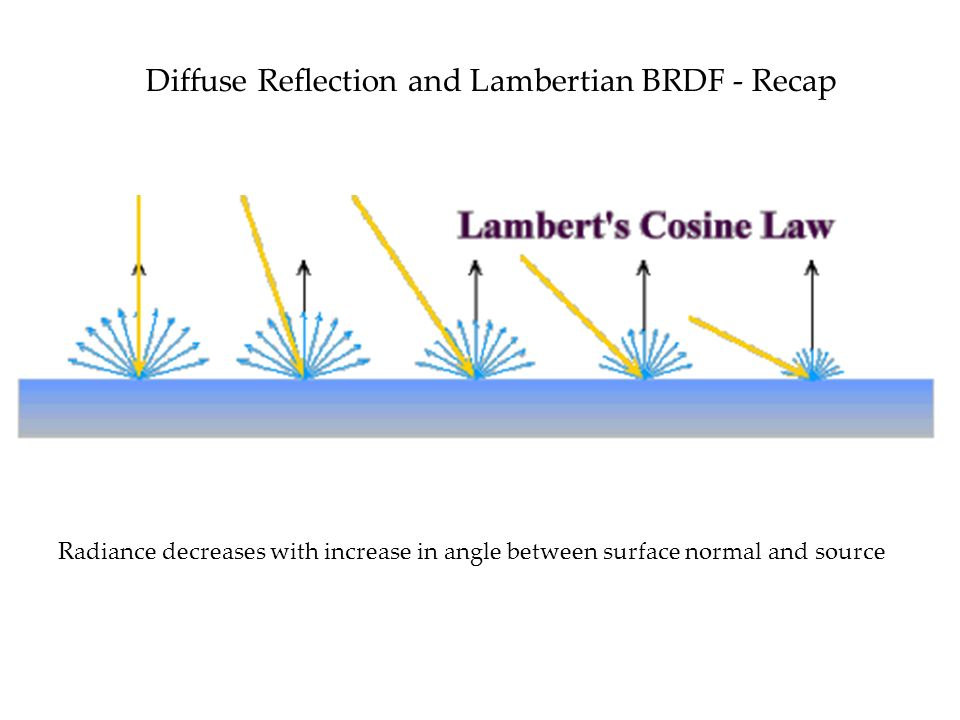 Diffuse Reflection and Lambertian BRDF - Recap
Lambert's Cosine Law
Radiance decreases with increase in angle between surface normal and source